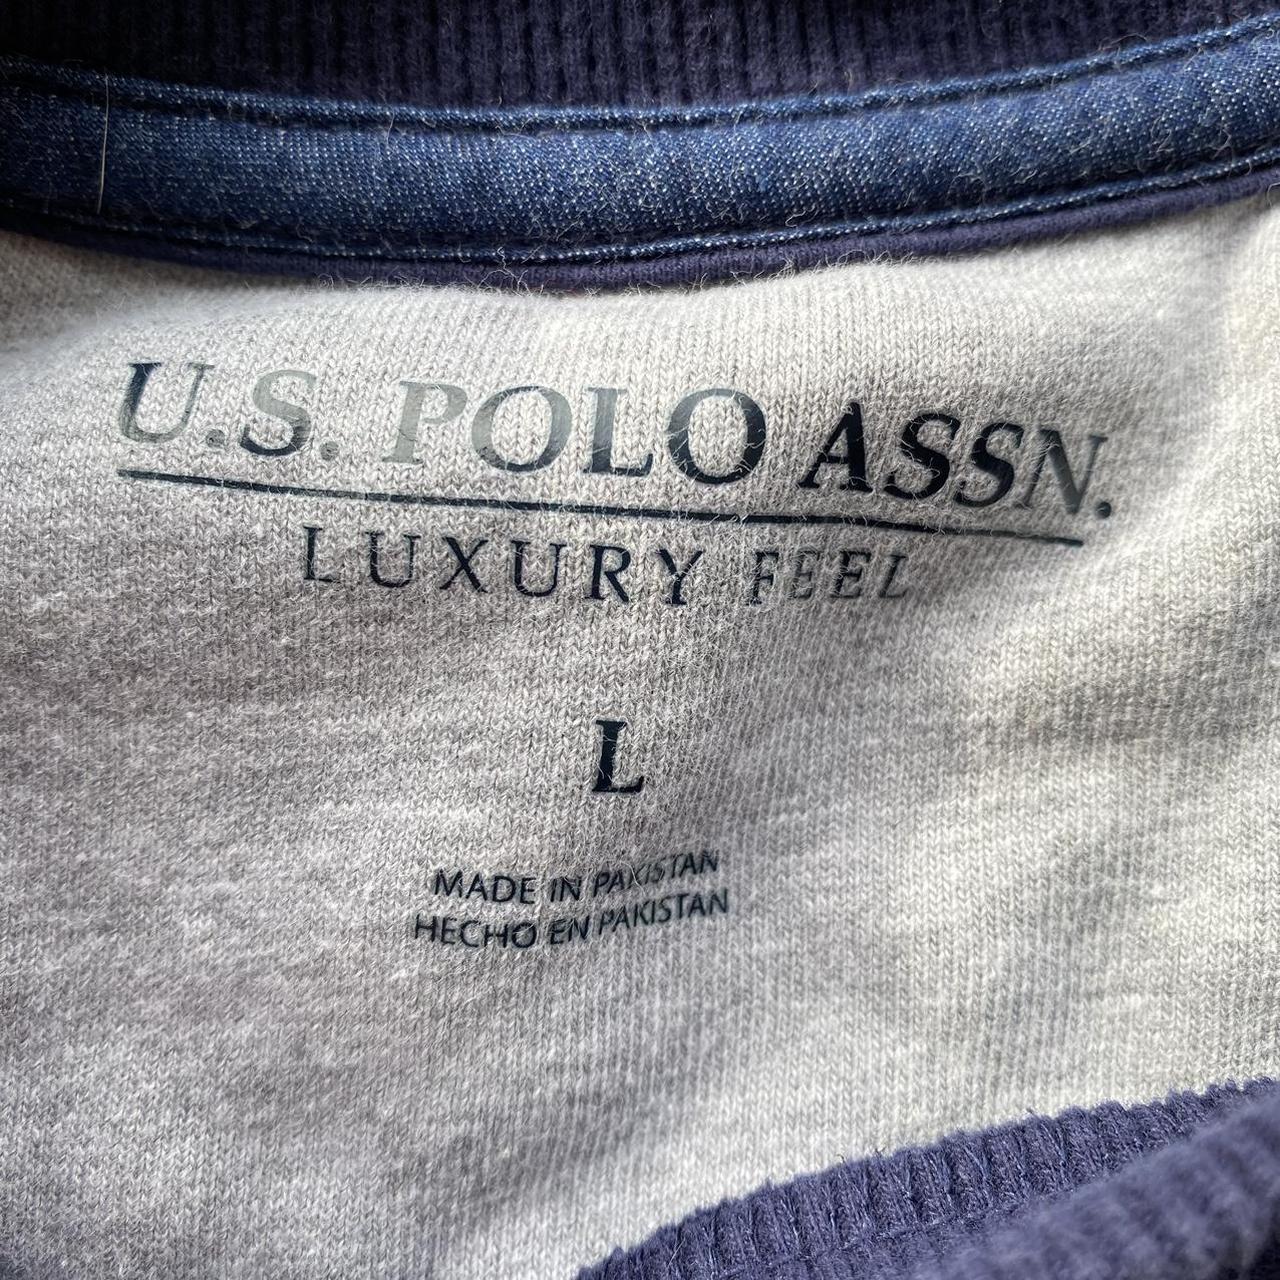 U.S. POLO ASSN.
LUXURY FEEL
L
MADE IN PAKISTAN
HECHO EN PAKISTAN